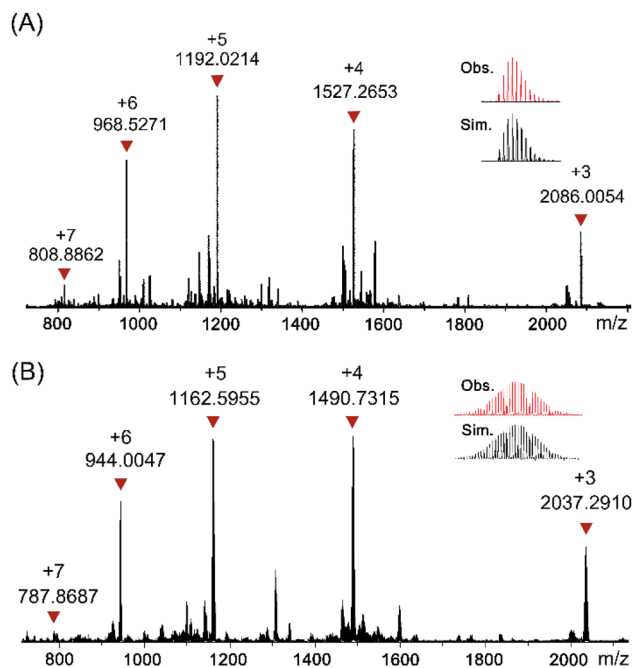 (A)
+5
1192.0214
+4
1527.2653
+6
968.5271
+7
808.8862
+3
2086.0054
Obs.
Sim.
800 1000 1200 1400 1600 1800 2000 m/z
(B)
+5
1162.5955
+4
1490.7315
+6
944.0047
+7
787.8687
+3
2037.2910
Obs.
Sim.
800 1000 1200 1400 1600 1800 2000 m/z